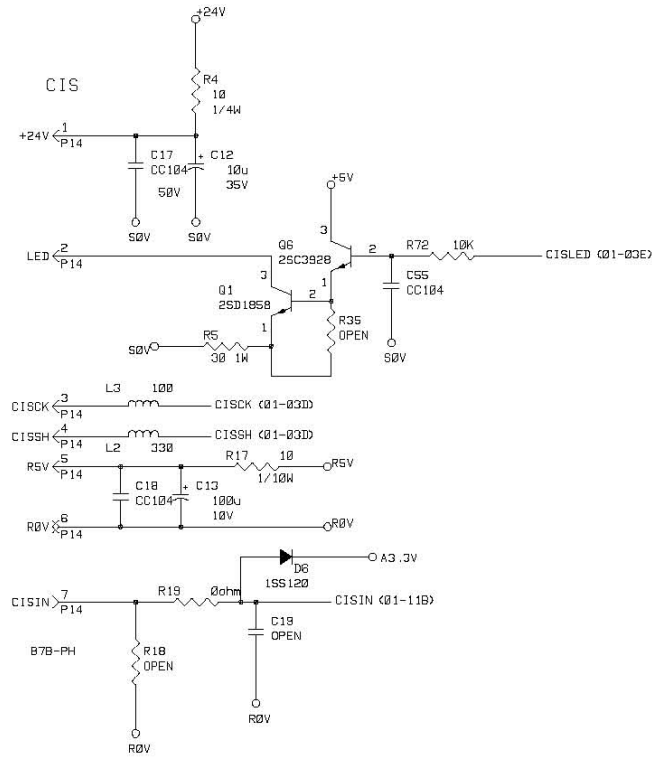 +24V
R4
10
1/4W
CIS
+24V
1
P14
C17
CC104
50V
+
C12
10u
35V
S0V
S0V
+5V
3
Q6
2SC3928
2
R72
10K
CISLED (01-03E)
LED
2
P14
1
C55
CC104
3
Q1
2SD1858
2
1
R35
OPEN
S0V
R5
30 1W
S0V
L3
100
CISCK
3
P14
CISCK (01-03D)
CISSH
4
P14
CISSH (01-03D)
L2
330
R5V
5
P14
R17
10
1/10W
R5V
C18
CC104
+
C13
100u
10V
R0V
6
P14
R0V
D6
1SS120
A3.3V
CISIN
7
P14
R19
0ohm
CISIN (01-11B)
C19
OPEN
B7B-PH
R18
OPEN
R0V
R0V